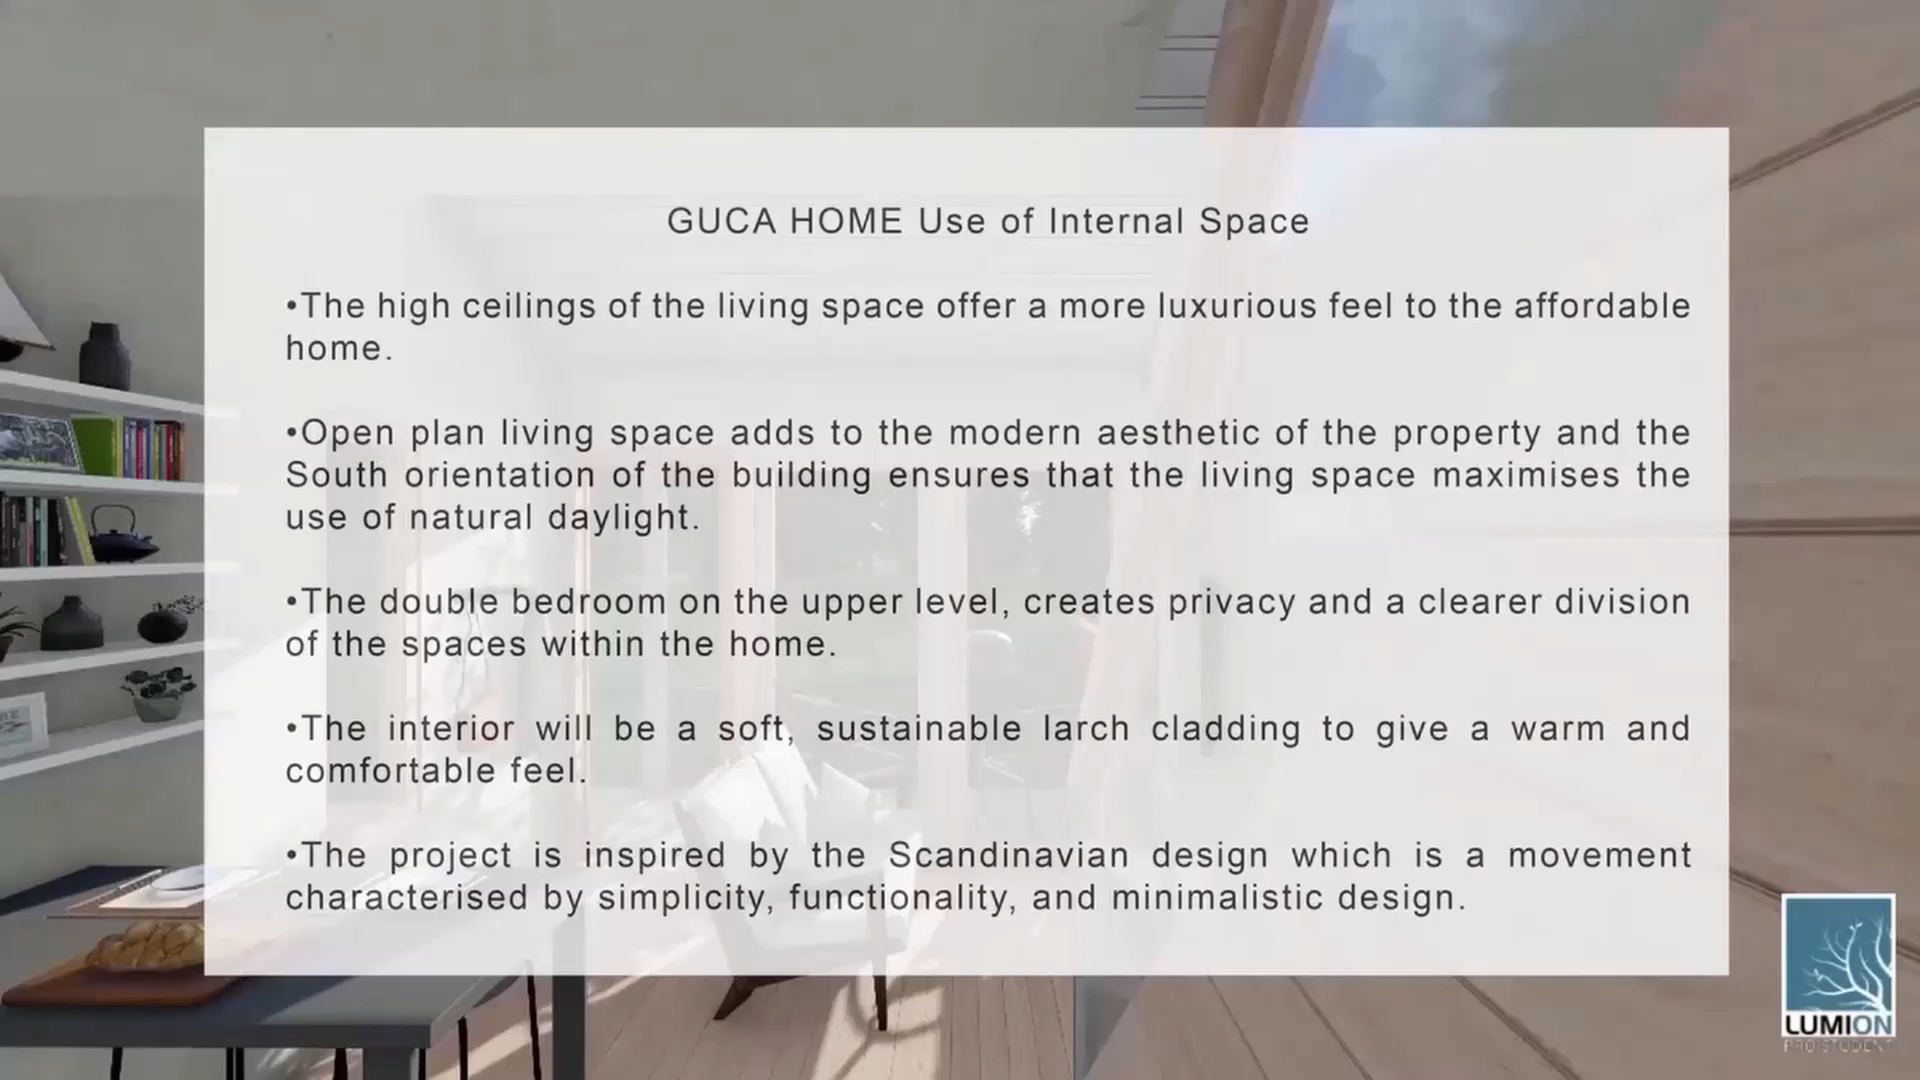 GUCA HOME Use of Internal Space
•The high ceilings of the living space offer a more luxurious feel to the affordable
home.
•Open plan living space adds to the modern aesthetic of the property and the
South orientation of the building ensures that the living space maximises the
use of natural daylight.
•The double bedroom on the upper level, creates privacy and a clearer division
of the spaces within the home.
•The interior will be a soft, sustainable larch cladding to give a warm and
comfortable feel.
•The project is inspired by the Scandinavian design which is a movement
characterised by simplicity, functionality, and minimalistic design.
LUMION
PRO STUDENT